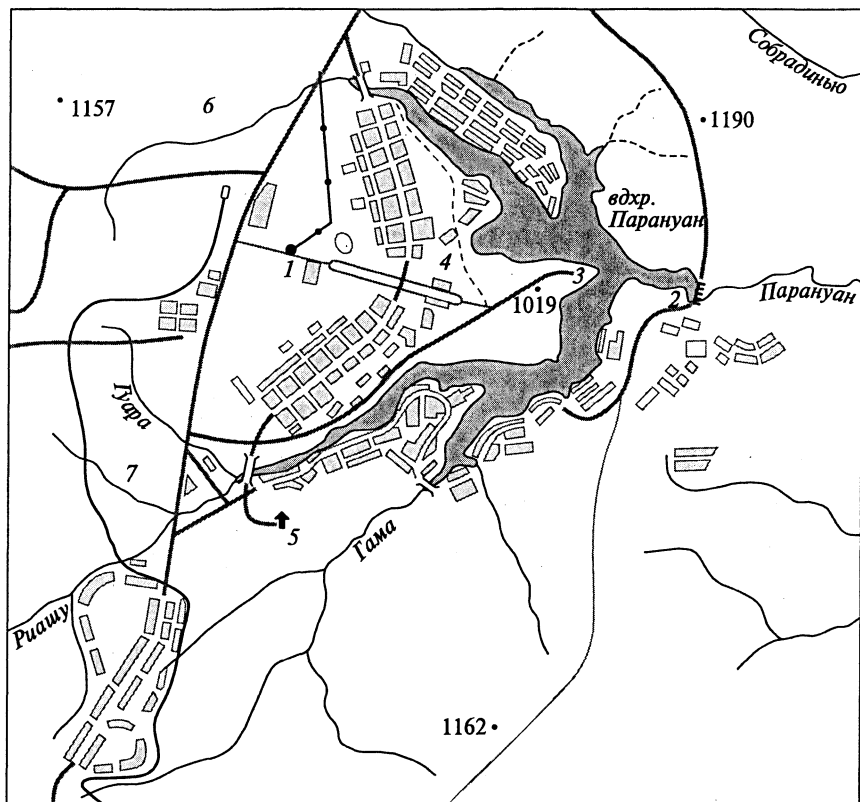 Собрадинью
1157
6
1190
вдхр.
Парануан
4
1
3
1019
2
Парануан
Гуара
7
5
Гама
Риашу
1162